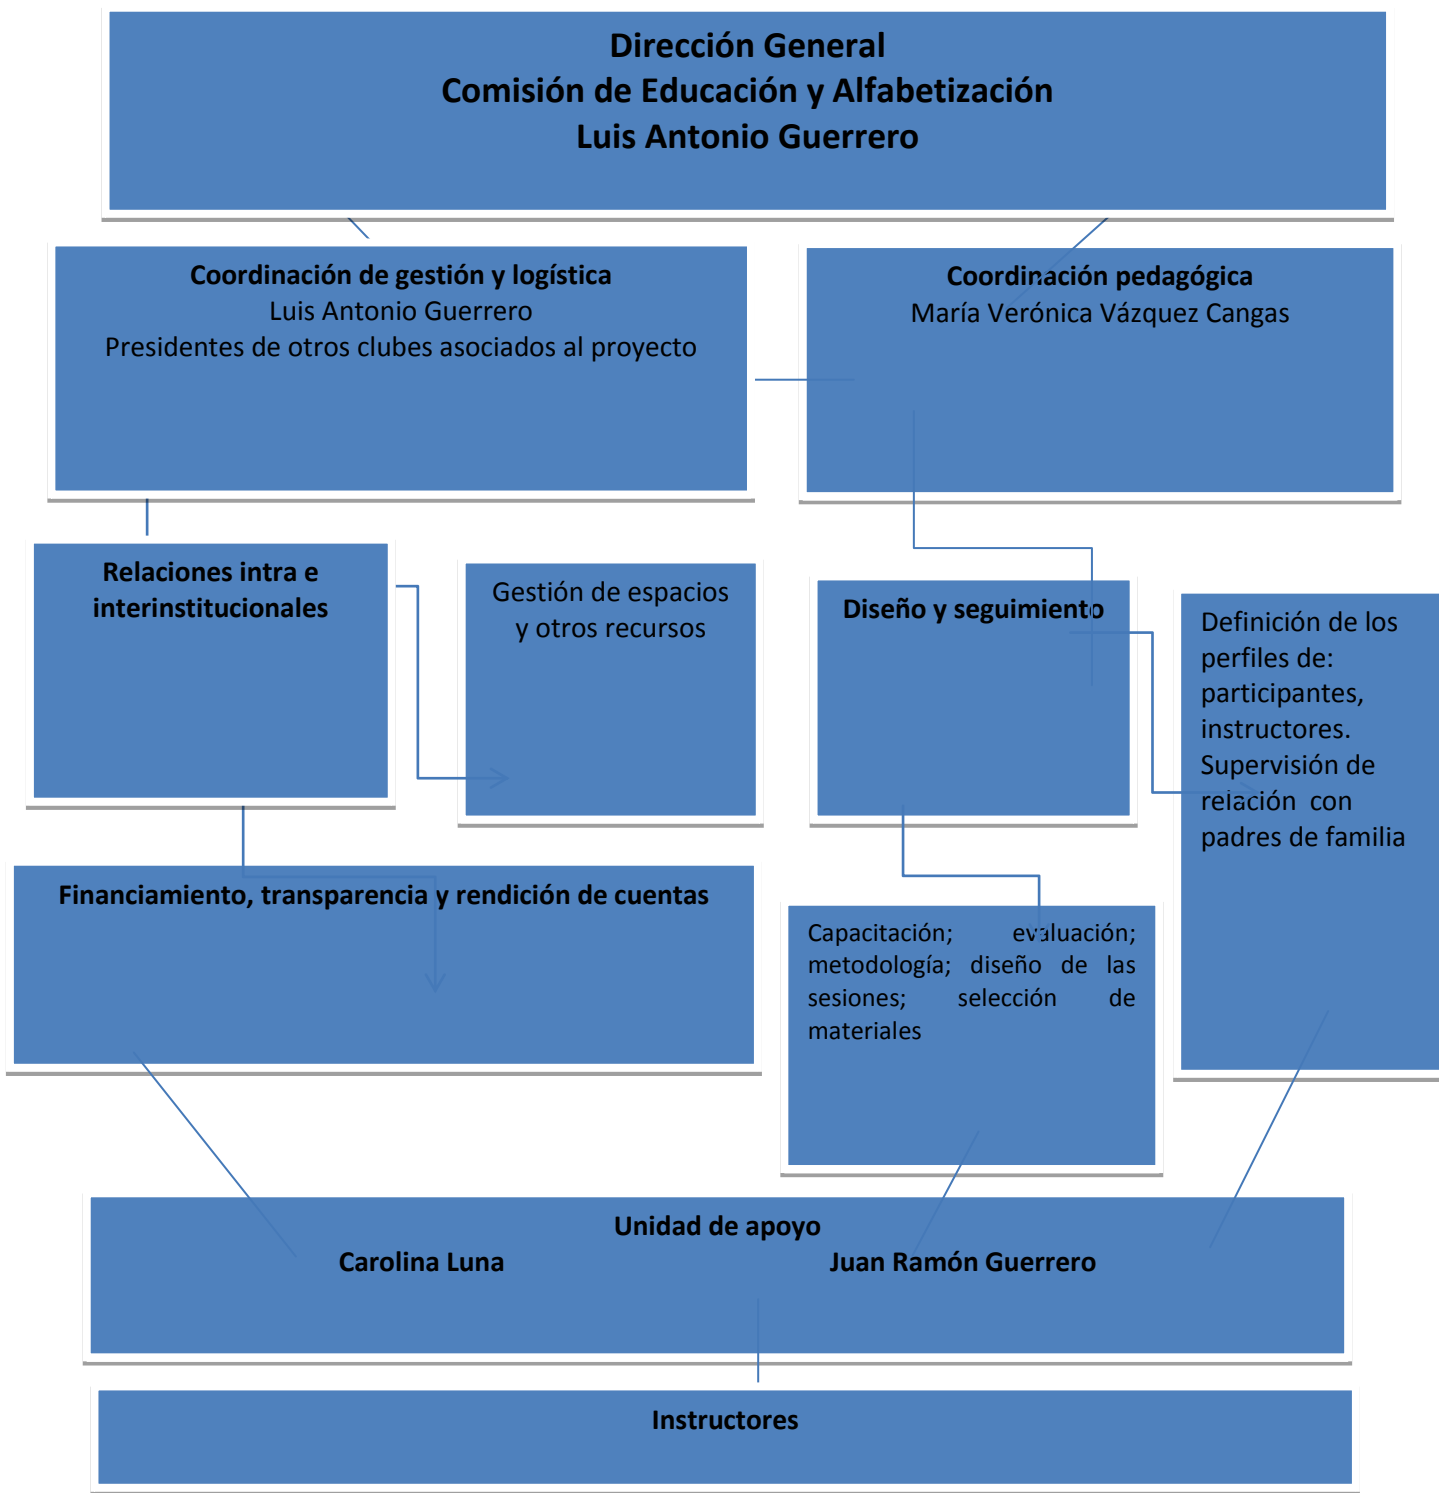 Dirección General
Comisión de Educación y Alfabetización
Luis Antonio Guerrero
Coordinación de gestión y logística
Luis Antonio Guerrero
Presidentes de otros clubes asociados al proyecto
Coordinación pedagógica
María Verónica Vázquez Cangas
Relaciones intra e
interinstitucionales
Gestión de espacios
y otros recursos
Diseño y seguimiento
Definición de los
perfiles de:
participantes,
instructores.
Supervisión de
relación con
padres de familia
Financiamiento, transparencia y rendición de cuentas
Capacitación; evaluación;
metodología; diseño de las
sesiones; selección de
materiales
Unidad de apoyo
Carolina Luna Juan Ramón Guerrero
Instructores